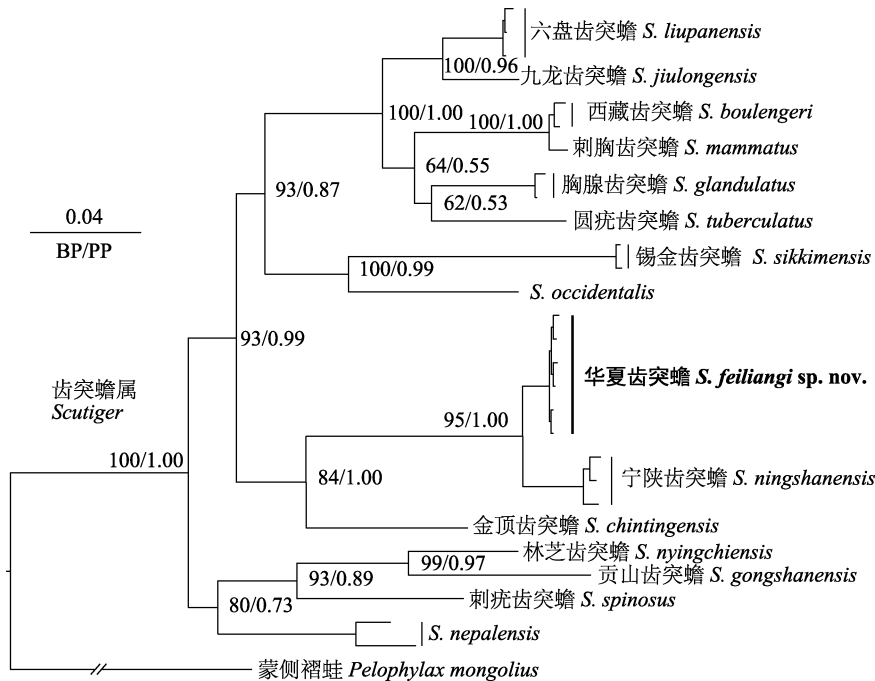 六盘齿突蟾 S. liupanensis
100/0.96
九龙齿突蟾 S. jiulongensis
100/1.00
100/1.00
西藏齿突蟾 S. boulengeri
刺胸齿突蟾 S. mammatus
64/0.55
93/0.87
胸腺齿突蟾 S. glandulatus
62/0.53
0.04
BP/PP
圆疣齿突蟾 S. tuberculatus
锡金齿突蟾 S. sikkimensis
100/0.99
S. occidentalis
93/0.99
华夏齿突蟾 S. feiliangi sp. nov.
齿突蟾属
Scutiger
95/1.00
100/1.00
84/1.00
宁陕齿突蟾 S. ningshanensis
金顶齿突蟾 S. chintingensis
林芝齿突蟾 S. nyingchiensis
99/0.97
93/0.89
贡山齿突蟾 S. gongshanensis
80/0.73
刺疣齿突蟾 S. spinosus
S. nepalensis
蒙侧褶蛙 Pelophylax mongolius